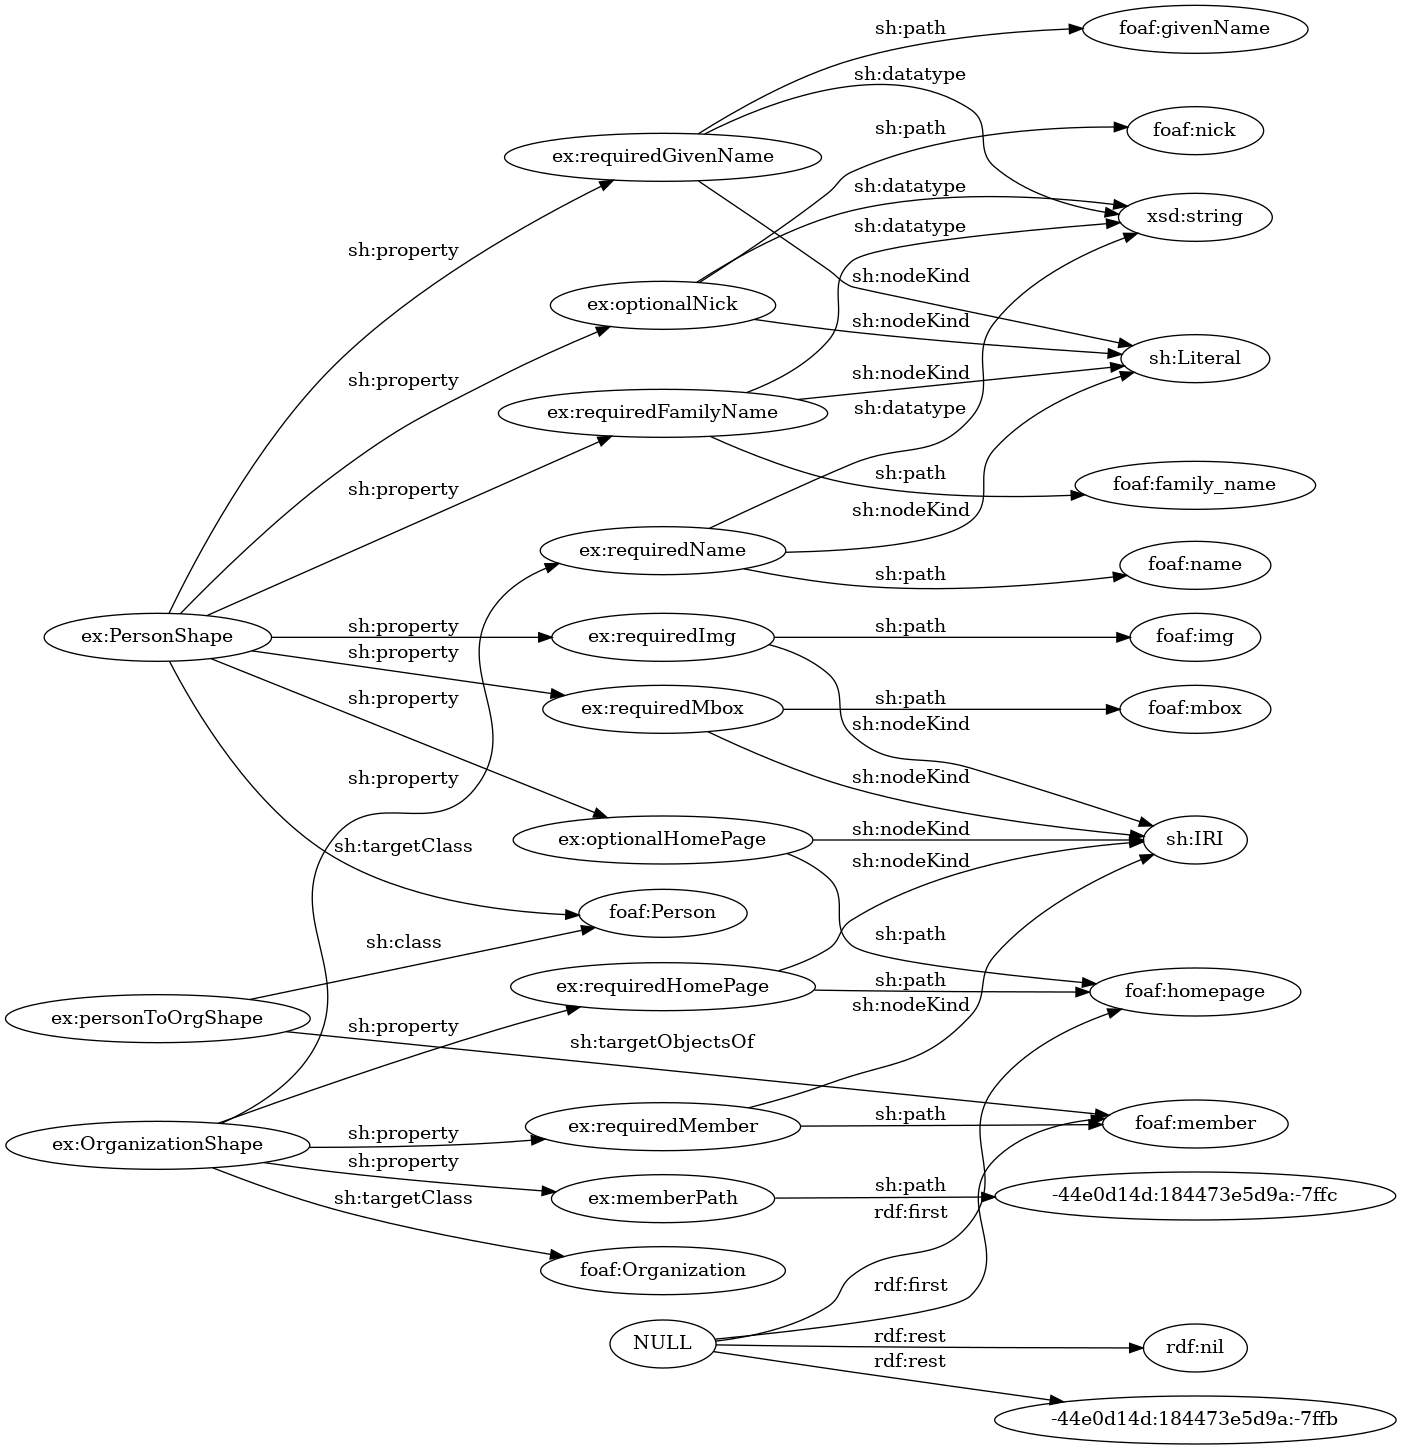 sh:path
foaf:givenName
sh:datatype
sh:path
foaf:nick
ex:requiredGivenName
sh:datatype
xsd:string
sh:datatype
sh:property
sh:nodeKind
ex:optionalNick
sh:nodeKind
sh:Literal
sh:property
sh:nodeKind
sh:datatype
ex:requiredFamilyName
sh:path
foaf:family_name
sh:property
sh:nodeKind
ex:requiredName
sh:path
foaf:name
sh:property
ex:PersonShape
ex:requiredImg
sh:path
foaf:img
sh:property
sh:property
ex:requiredMbox
sh:path
foaf:mbox
sh:nodeKind
sh:property
sh:nodeKind
sh:targetClass
ex:optionalHomePage
sh:nodeKind
sh:IRI
sh:nodeKind
foaf:Person
sh:class
sh:path
ex:requiredHomePage
sh:path
foaf:homepage
sh:nodeKind
ex:personToOrgShape
sh:property
sh:targetObjectsOf
ex:OrganizationShape
sh:property
ex:requiredMember
sh:path
foaf:member
sh:property
ex:memberPath
sh:path
-44e0d14d:184473e5d9a:-7ffc
sh:targetClass
rdf:first
foaf:Organization
rdf:first
NULL
rdf:rest
rdf:nil
rdf:rest
-44e0d14d:184473e5d9a:-7ffb